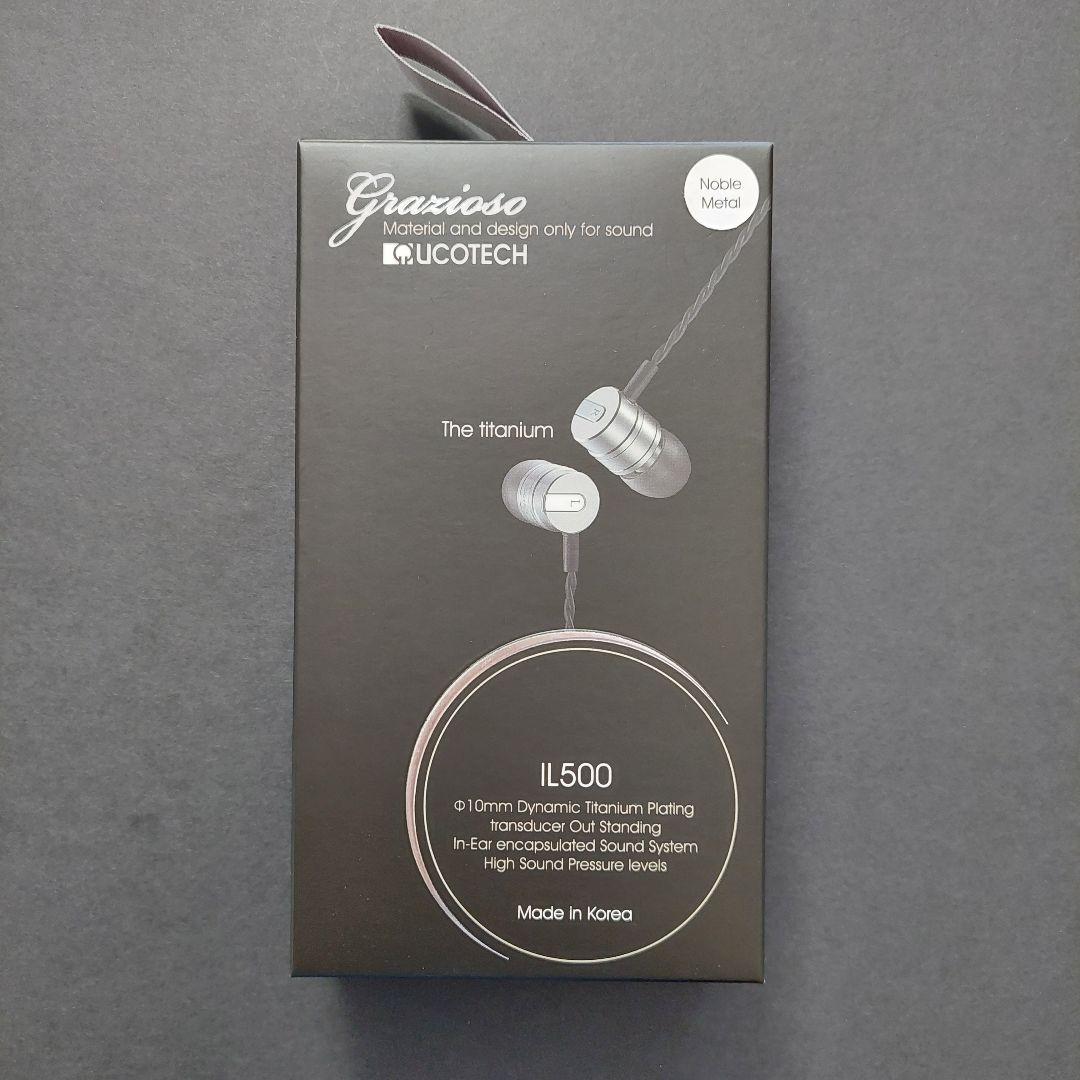 Grazioso
Material and design only for sound
UCOTECH
Noble
Metal
R
The titanium
L
IL500
Φ10mm Dynamic Titanium Plating
transducer Out Standing
In-Ear encapsulated Sound System
High Sound Pressure levels
Made in Korea